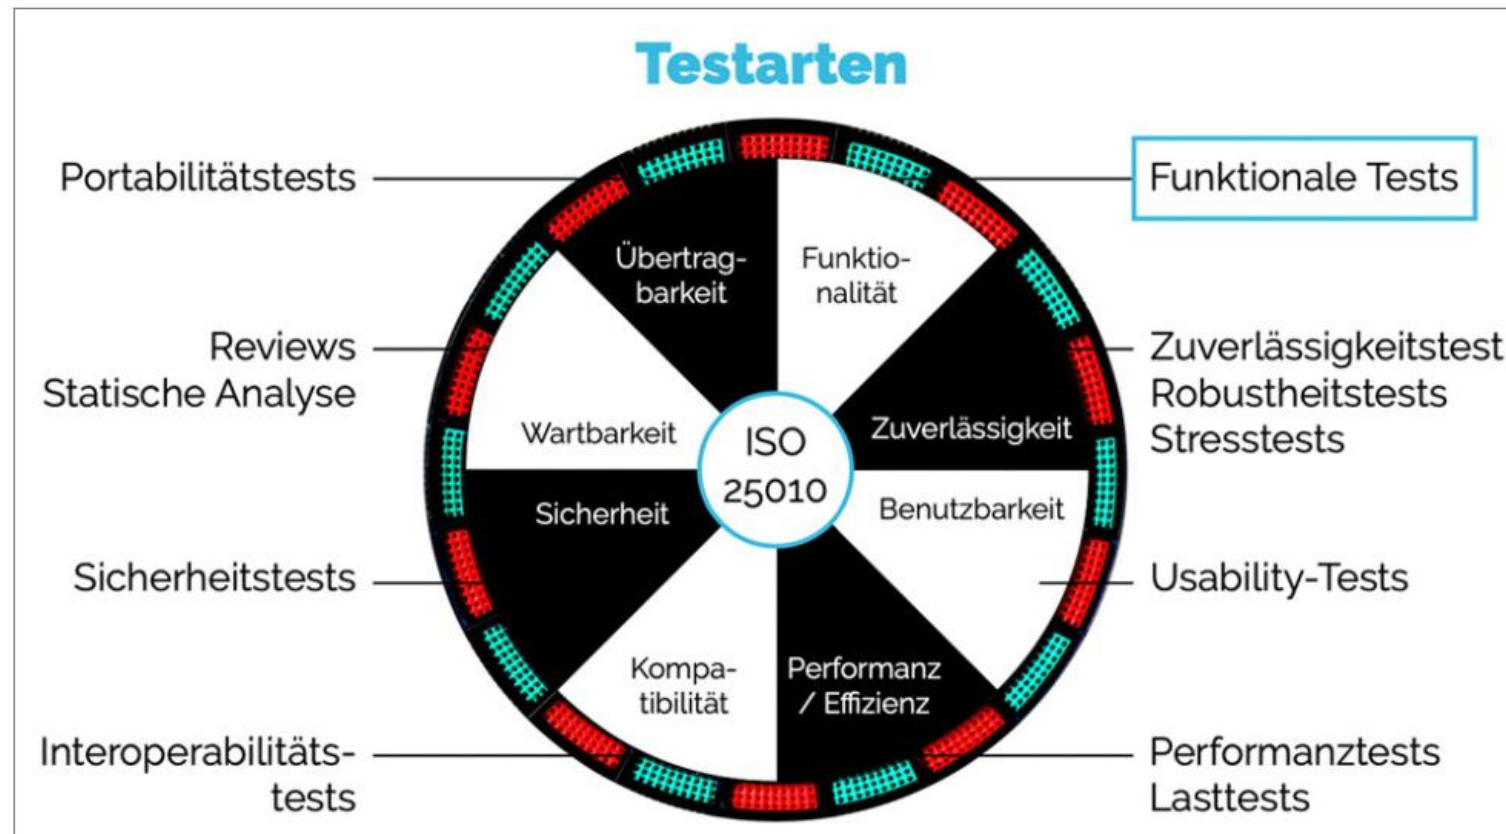 Testarten
Portabilitätstests
Funktionale Tests
Übertrag-
barkeit
Funktio-
nalität
Reviews
Statische Analyse
Zuverlässigkeitstest
Robustheitstests
Stresstests
Wartbarkeit
ISO
25010
Zuverlässigkeit
Sicherheit
Benutzbarkeit
Sicherheitstests
Usability-Tests
Kompa-
tibilität
Performanz
/ Effizienz
Interoperabilitäts-
tests
Performanztests
Lasttests